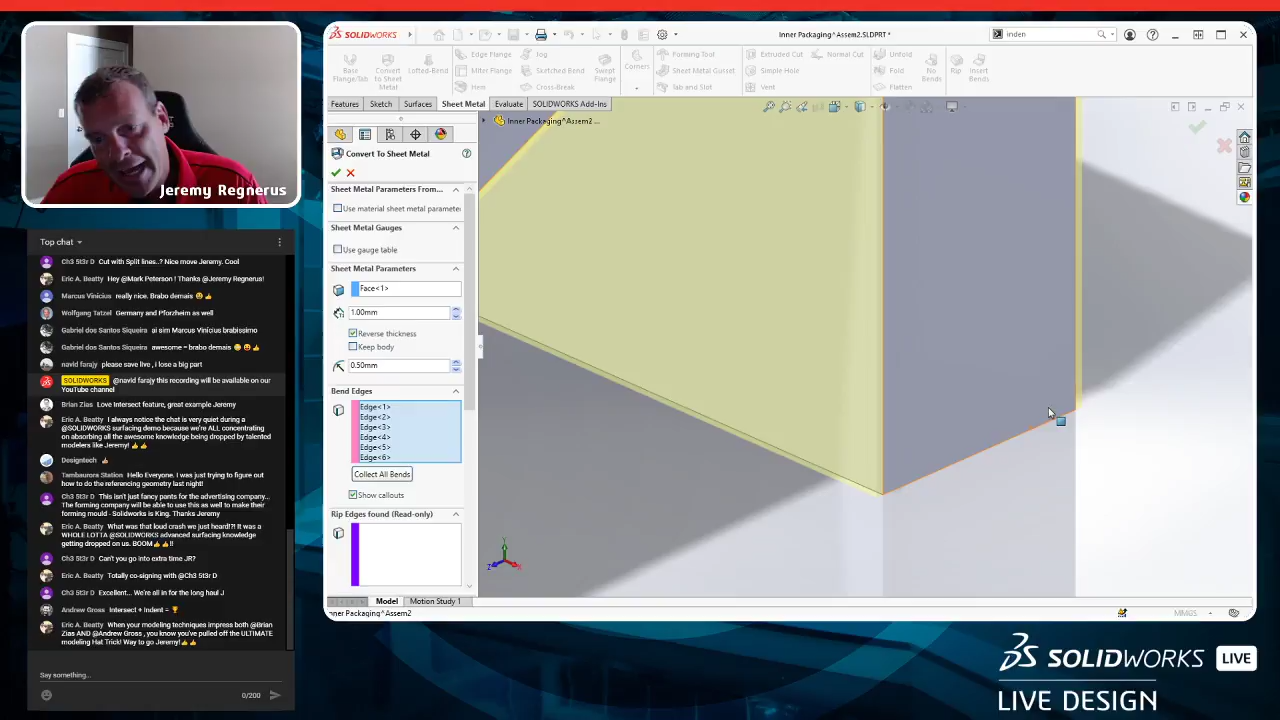 Jeremy Regnerus
Top chat
Ch3 5t3r D Cut with Split lines..? Nice move Jeremy. Cool
Eric A. Beatty Hey @Mark Peterson ! Thanks @Jeremy Regnerus!
Marcus Vinícius really nice. Brabo demais
Wolfgang Tatzel Germany and Pforzheim as well
Gabriel dos Santos Siqueira ai sim Marcus Vinícius brabissimo
Gabriel dos Santos Siqueira awesome = brabo demais
navid farajy please save live , i lose a big part
SOLIDWORKS @navid farajy this recording will be available on our
YouTube channel
Brian Zias Love Intersect feature, great example Jeremy
Eric A. Beatty I always notice the chat is very quiet during a
@SOLIDWORKS surfacing demo because we're ALL concentrating
on absorbing all the awesome knowledge being dropped by talented
modelers like Jeremy!
Designtech
Tambaurora Station Hello Everyone. I was just trying to figure out
how to do the referencing geometry last night!
Ch3 5t3r D This isn't just fancy pants for the advertising company...
The forming company will be able to use this as well to make their
forming mould - Solidworks is King. Thanks Jeremy
Eric A. Beatty What was that loud crash we just heard!?! It was a
WHOLE LOTTA @SOLIDWORKS advanced surfacing knowledge
getting dropped on us. BOOM !!
Ch3 5t3r D Can't you go into extra time JR?
Eric A. Beatty Totally co-signing with @Ch3 5t3r D
Ch3 5t3r D Excellent... We're all in for the long haul J
Andrew Gross Intersect + Indent =
Eric A. Beatty When your modeling techniques impress both @Brian
Zias AND @Andrew Gross , you know you've pulled off the ULTIMATE
modeling Hat Trick! Way to go Jeremy!
Say something...
0/200
SOLIDWORKS
Inner Packaging^Assem2.SLDPRT *
inden
Base
Flange/Tab
Convert
to Sheet
Metal
Lofted-Bend
Edge Flange
Miter Flange
Hem
Jog
Sketched Bend
Cross-Break
Swept
Flange
Corners
Forming Tool
Sheet Metal Gusset
Tab and Slot
Extruded Cut
Simple Hole
Vent
Normal Cut
Unfold
Fold
Flatten
No
Bends
Rip
Insert
Bends
Features
Sketch
Surfaces
Sheet Metal
Evaluate
SOLIDWORKS Add-Ins
Inner Packaging^Assem2 ...
Convert To Sheet Metal
Sheet Metal Parameters From...
Use material sheet metal parameter
Sheet Metal Gauges
Use gauge table
Sheet Metal Parameters
Face<1>
1.00mm
Reverse thickness
Keep body
0.50mm
Bend Edges
Edge<1>
Edge<2>
Edge<3>
Edge<4>
Edge<5>
Edge<6>
Collect All Bends
Show callouts
Rip Edges found (Read-only)
Y
Z
X
Model
Motion Study 1
nner Packaging^Assem2
MMGS
SOLIDWORKS LIVE
LIVE DESIGN